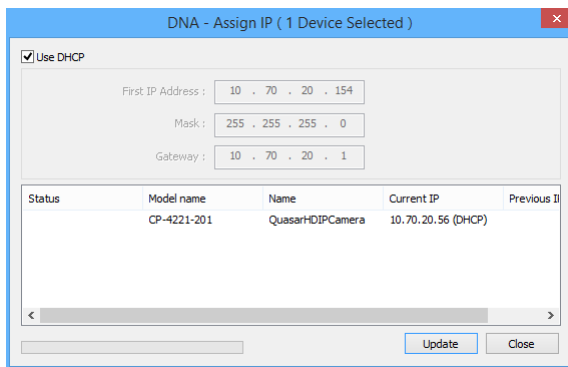 DNA - Assign IP ( 1 Device Selected )
Use DHCP
First IP Address : 10 . 70 . 20 . 154
Mask : 255 . 255 . 255 . 0
Gateway : 10 . 70 . 20 . 1
Status Model name Name Current IP Previous I
CP-4221-201 QuasarHDIPCamera 10.70.20.56 (DHCP)
Update Close